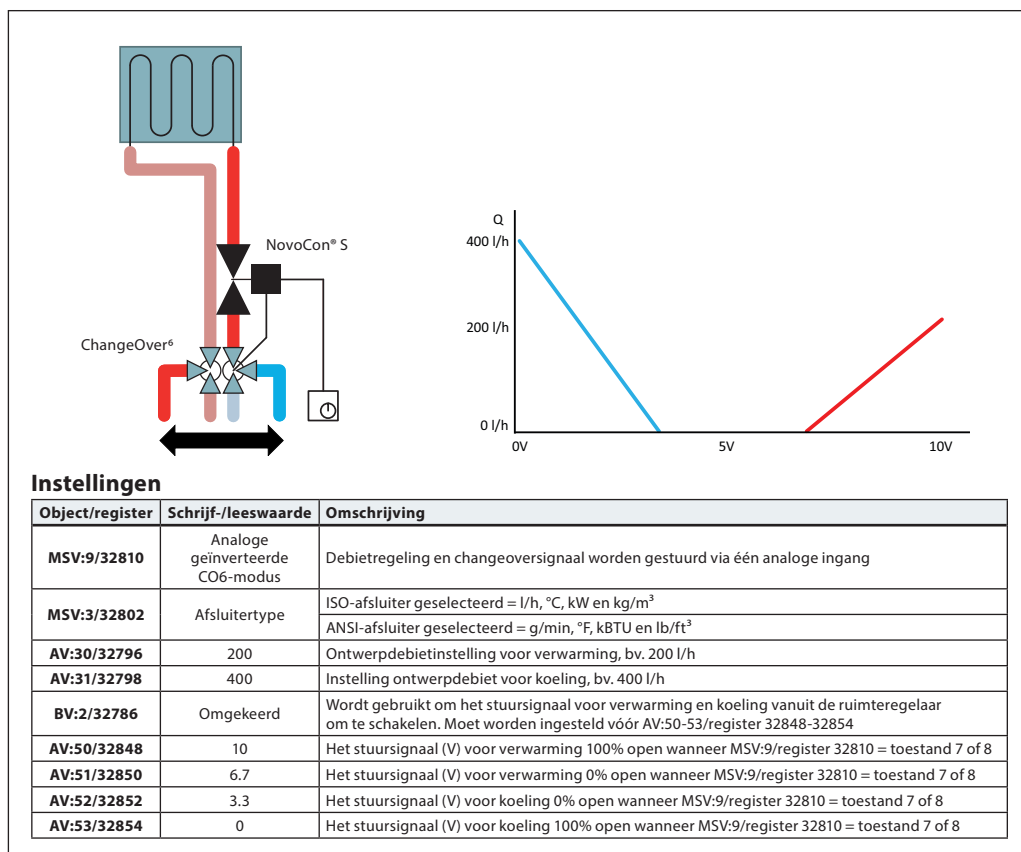 NovoCon® S
ChangeOver⁶
Q
400 l/h
200 l/h
0 l/h
0V
5V
10V
Instellingen
Object/register Schrijf-/leeswaarde Omschrijving
MSV:9/32810
Analoge
geïnverteerde
CO6-modus
Debietregeling en changeoversignaal worden gestuurd via één analoge ingang
MSV:3/32802
Afsluitertype
ISO-afsluiter geselecteerd = l/h, °C, kW en kg/m³
ANSI-afsluiter geselecteerd = g/min, °F, kBTU en lb/ft³
AV:30/32796 200 Ontwerpdebietinstelling voor verwarming, bv. 200 l/h
AV:31/32798 400 Instelling ontwerpdebiet voor koeling, bv. 400 l/h
BV:2/32786
Omgekeerd
Wordt gebruikt om het stuursignaal voor verwarming en koeling vanuit de ruimteregelaar
om te schakelen. Moet worden ingesteld vóór AV:50-53/register 32848-32854
AV:50/32848 10 Het stuursignaal (V) voor verwarming 100% open wanneer MSV:9/register 32810 = toestand 7 of 8
AV:51/32850 6.7 Het stuursignaal (V) voor verwarming 0% open wanneer MSV:9/register 32810 = toestand 7 of 8
AV:52/32852 3.3 Het stuursignaal (V) voor koeling 0% open wanneer MSV:9/register 32810 = toestand 7 of 8
AV:53/32854 0 Het stuursignaal (V) voor koeling 100% open wanneer MSV:9/register 32810 = toestand 7 of 8